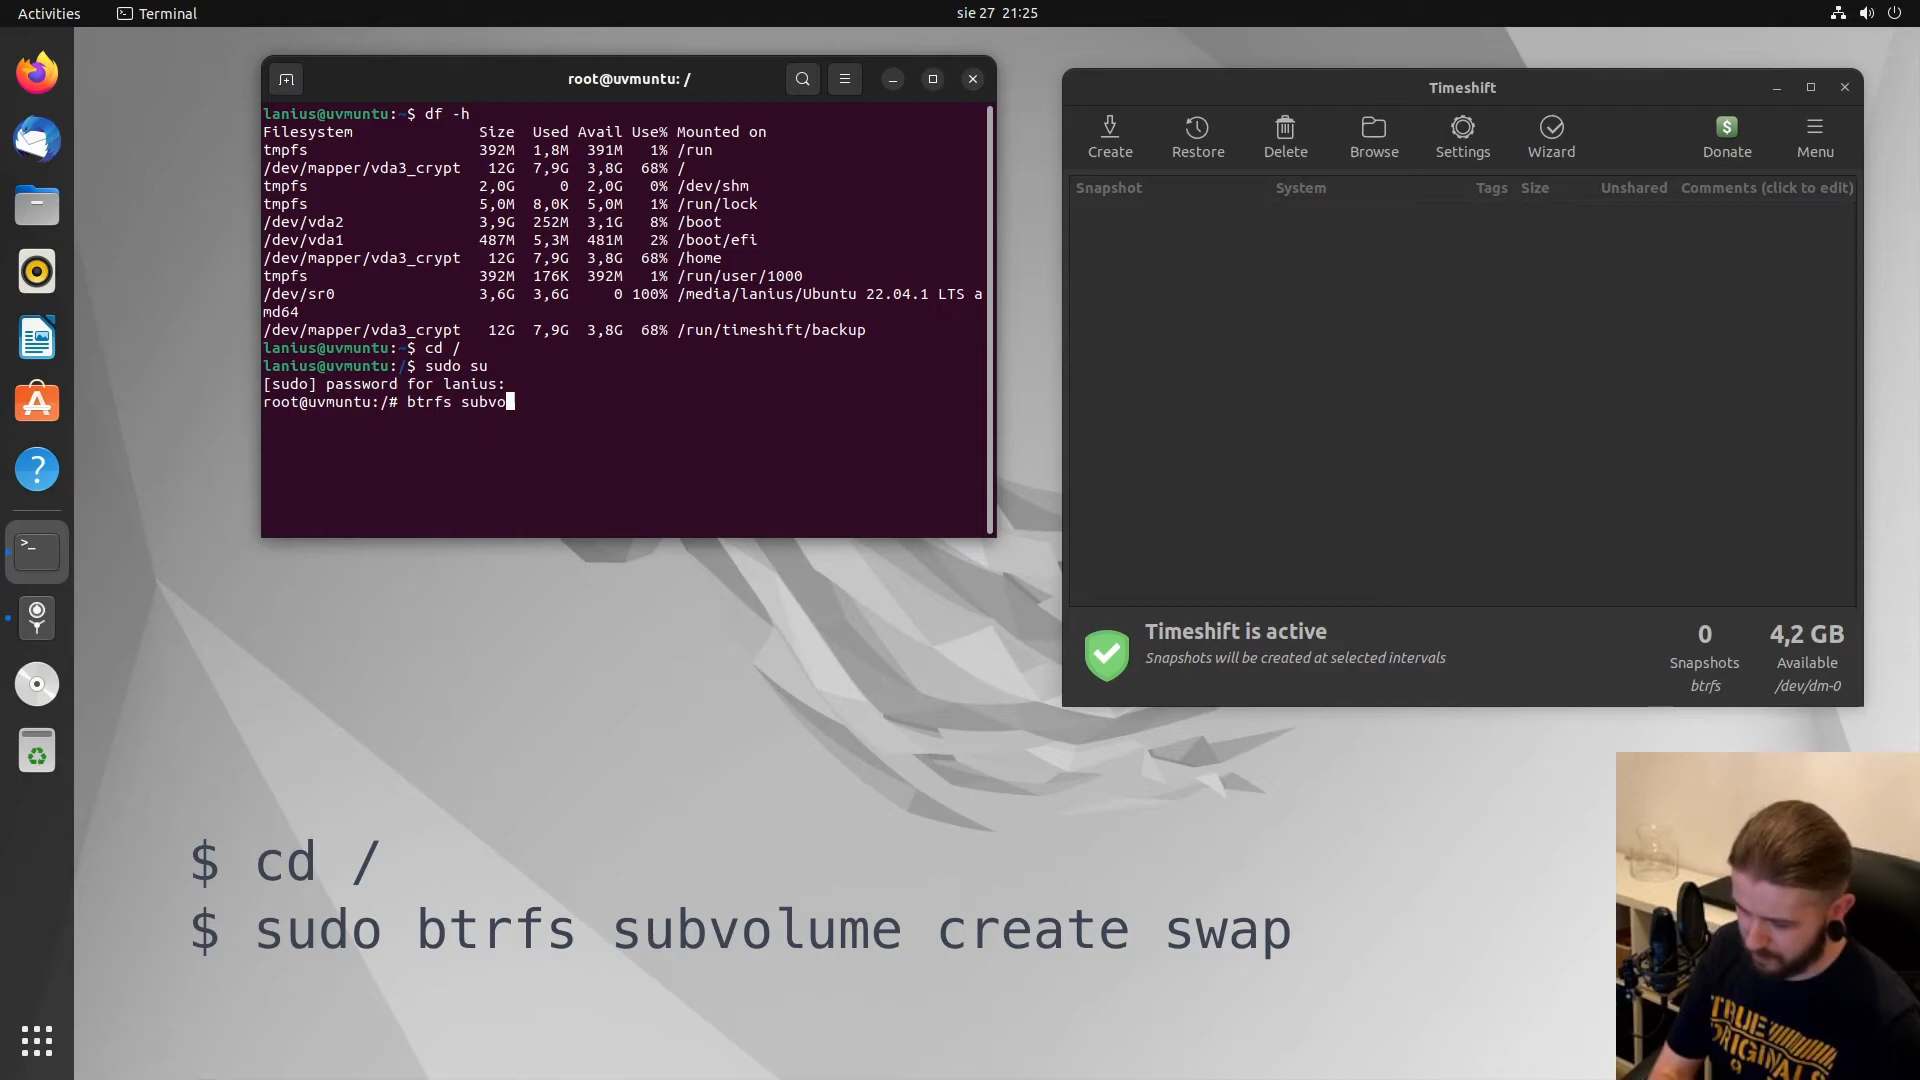 Activities
Terminal
sie 27 21:25
root@uvmuntu: /
lanius@uvmuntu:~$ df -h
Filesystem Size Used Avail Use% Mounted on
tmpfs 392M 1,8M 391M 1% /run
/dev/mapper/vda3_crypt 12G 7,9G 3,8G 68% /
tmpfs 2,0G 0 2,0G 0% /dev/shm
tmpfs 5,0M 8,0K 5,0M 1% /run/lock
/dev/vda2 3,9G 252M 3,1G 8% /boot
/dev/vda1 487M 5,3M 481M 2% /boot/efi
/dev/mapper/vda3_crypt 12G 7,9G 3,8G 68% /home
tmpfs 392M 176K 392M 1% /run/user/1000
/dev/sr0 3,6G 3,6G 0 100% /media/lanius/Ubuntu 22.04.1 LTS a
md64
/dev/mapper/vda3_crypt 12G 7,9G 3,8G 68% /run/timeshift/backup
lanius@uvmuntu:~$ cd /
lanius@uvmuntu:/$ sudo su
[sudo] password for lanius:
root@uvmuntu:/# btrfs subvo
Timeshift
Create Restore Delete Browse Settings Wizard Donate Menu
Snapshot System Tags Size Unshared Comments (click to edit)
Timeshift is active
Snapshots will be created at selected intervals
0
Snapshots
btrfs
4,2 GB
Available
/dev/dm-0
$ cd /
$ sudo btrfs subvolume create swap
TRUE
ORIGINALS
9